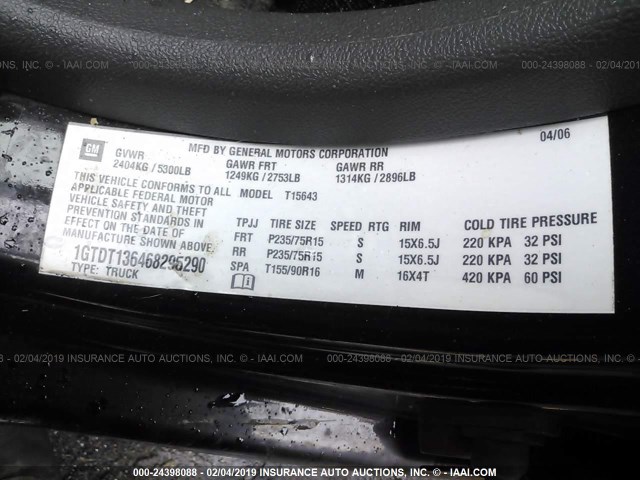 000-24398088 - 02/04/2019 INSURANCE AUTO AUCTIONS, INC. - © IAAI.COM
04/06
GM
MFD BY GENERAL MOTORS CORPORATION
GVWR GAWR FRT GAWR RR
2404KG / 5300LB 1249KG / 2753LB 1314KG / 2896LB
THIS VEHICLE CONFORMS TO ALL MODEL T15643
APPLICABLE FEDERAL MOTOR
VEHICLE SAFETY AND THEFT
PREVENTION STANDARDS IN
EFFECT ON THE DATE OF
MANUFACTURE SHOWN ABOVE.
1GTDT136468295290
TYPE: TRUCK
TPJJ TIRE SIZE SPEED RTG RIM COLD TIRE PRESSURE
FRT P235/75R15 S 15X6.5J 220 KPA 32 PSI
RR P235/75R15 S 15X6.5J 220 KPA 32 PSI
SPA T155/90R16 M 16X4T 420 KPA 60 PSI
000-24398088 - 02/04/2019 INSURANCE AUTO AUCTIONS, INC. - © IAAI.COM
000-24398088 - 02/04/2019 INSURANCE AUTO AUCTIONS, INC. - © IAAI.COM